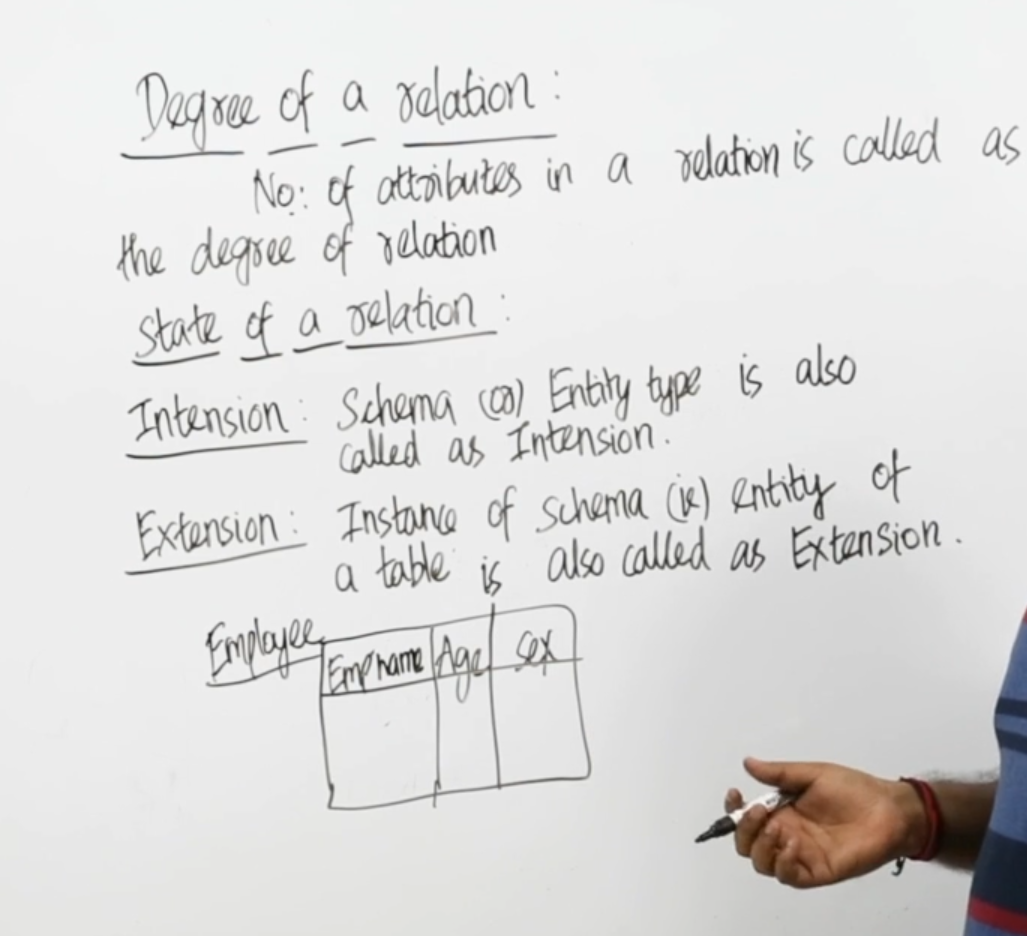 Degree of a relation :
No: of attributes in a relation is called as
the degree of relation
State of a relation :
Intension : Schema (or) Entity type is also
called as Intension.
Extension : Instance of schema (ie) entity of
a table is also called as Extension.
Employee
Empname Age Sex